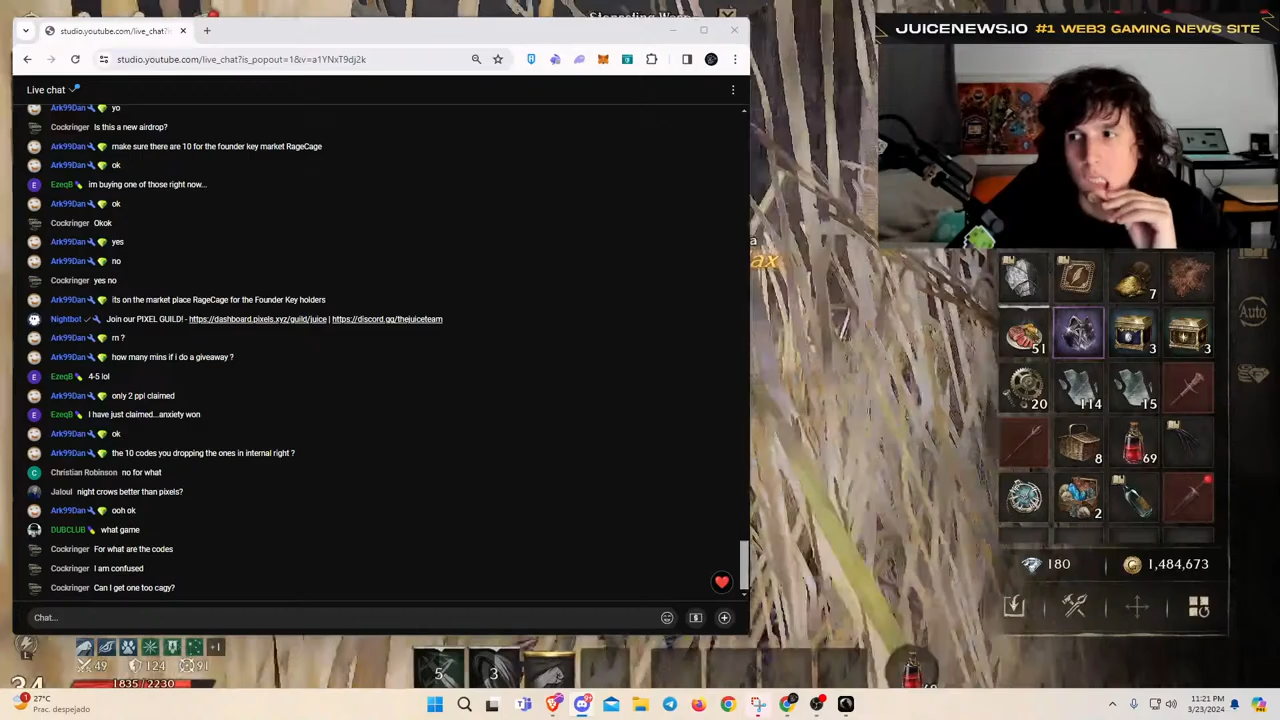 Stonecting
studio.youtube.com/live_chat?i
studio.youtube.com/live_chat?is_popout=1&v=a1YNxT9dj2k
JUICENEWS.IO #1 WEB3 GAMING NEWS SITE
Live chat
Ark99Dan yo
Cockringer Is this a new airdrop?
Ark99Dan make sure there are 10 for the founder key market RageCage
Ark99Dan ok
EzeqB im buying one of those right now...
Ark99Dan ok
Cockringer Okok
Ark99Dan yes
Ark99Dan no
Cockringer yes no
Ark99Dan its on the market place RageCage for the Founder Key holders
Nightbot Join our PIXEL GUILD! - https://dashboard.pixels.xyz/guild/juice | https://discord.gg/thejuiceteam
Ark99Dan rn ?
Ark99Dan how many mins if i do a giveaway ?
EzeqB 4-5 lol
Ark99Dan only 2 ppl claimed
EzeqB I have just claimed...anxiety won
Ark99Dan ok
Ark99Dan the 10 codes you dropping the ones in internal right ?
Christian Robinson no for what
Jaloul night crows better than pixels?
Ark99Dan ooh ok
DUBCLUB what game
Cockringer For what are the codes
Cockringer I am confused
Cockringer Can I get one too cagy?
Chat...
a
ax
7
51
3
3
20
114
15
8
69
2
Auto
180
1,484,673
+1
49
124
91
34
1835 / 2230
5
3
27°C
Prac. despejado
11:21 PM
3/23/2024